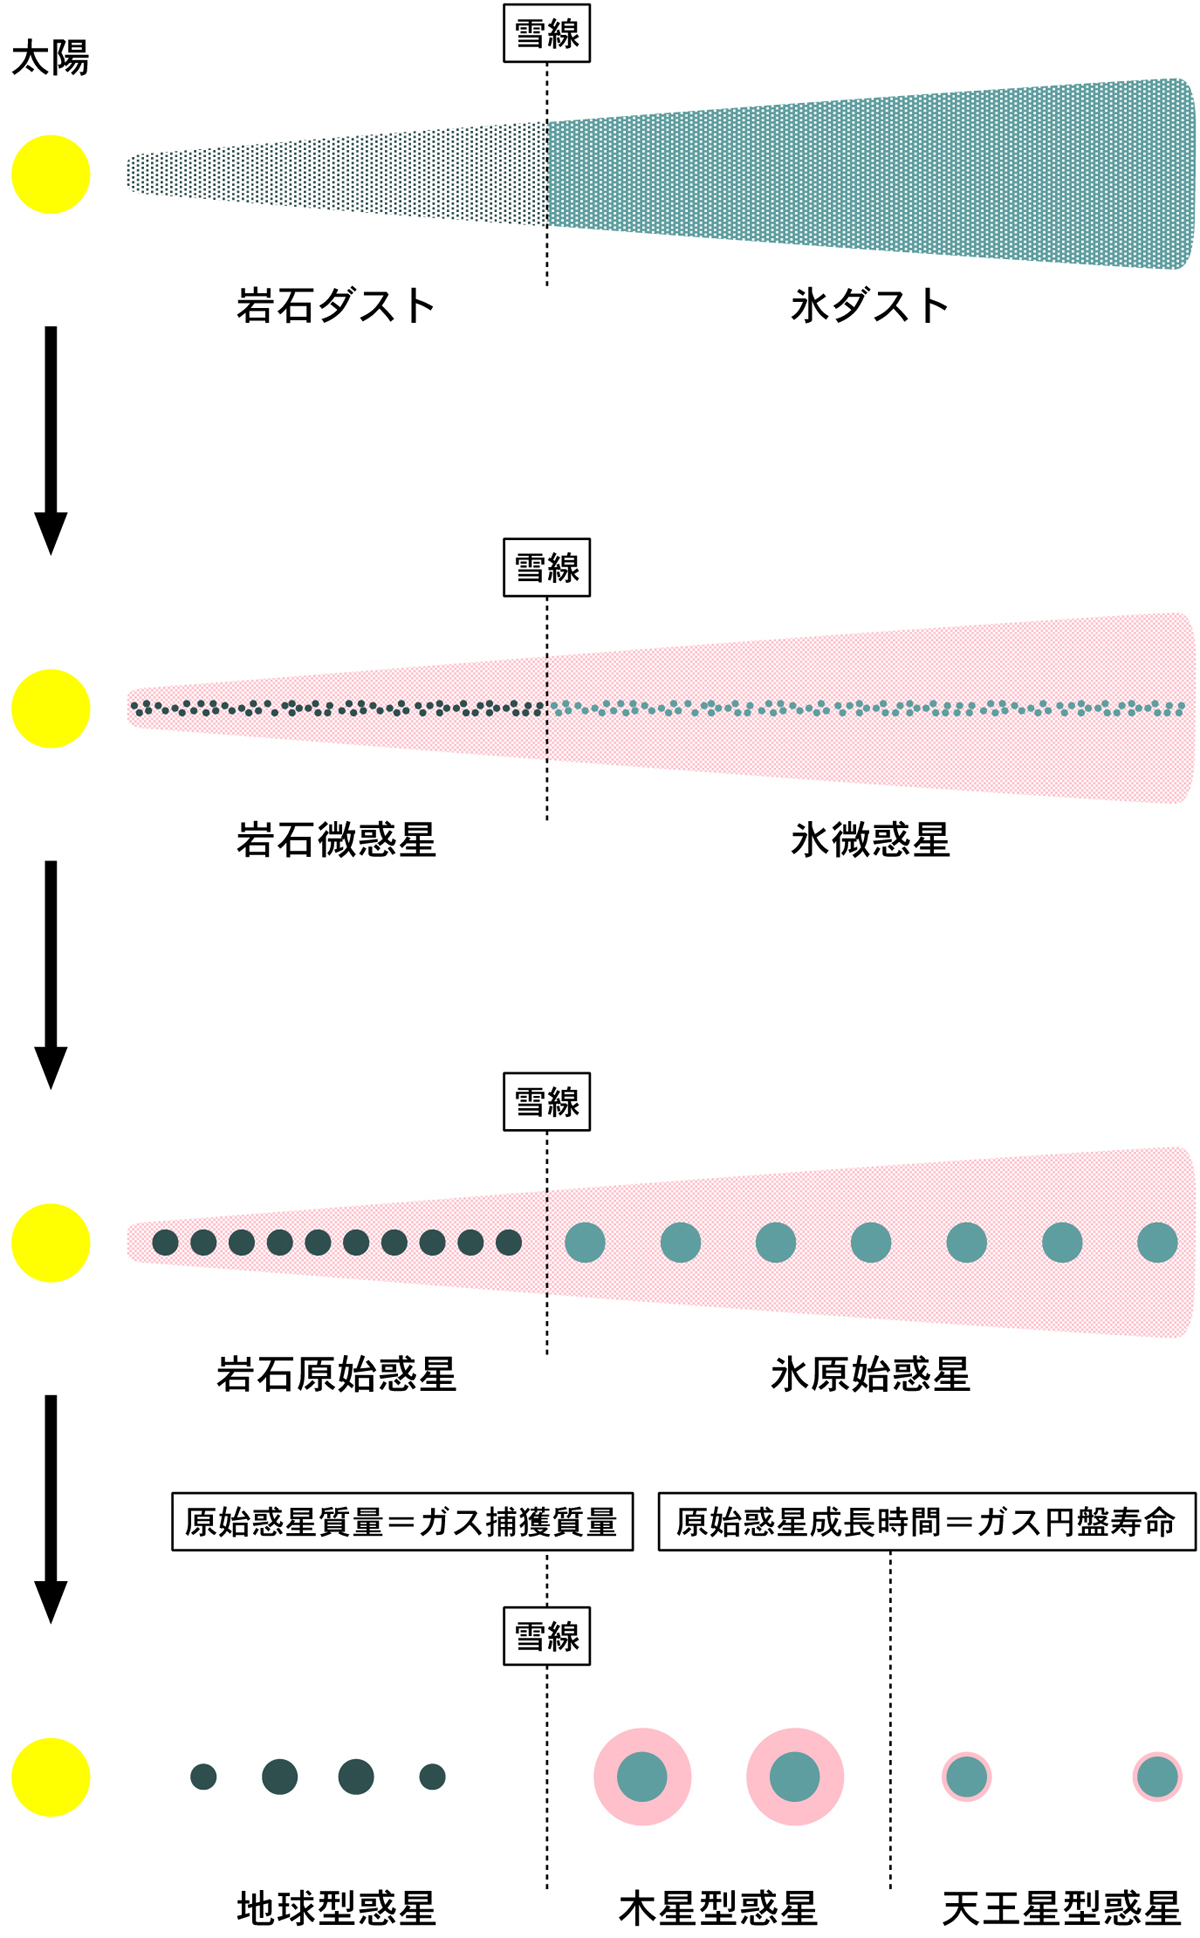 雪線
太陽
岩石ダスト
氷ダスト
雪線
岩石微惑星
氷微惑星
雪線
岩石原始惑星
氷原始惑星
原始惑星質量＝ガス捕獲質量
原始惑星成長時間＝ガス円盤寿命
雪線
地球型惑星
木星型惑星
天王星型惑星